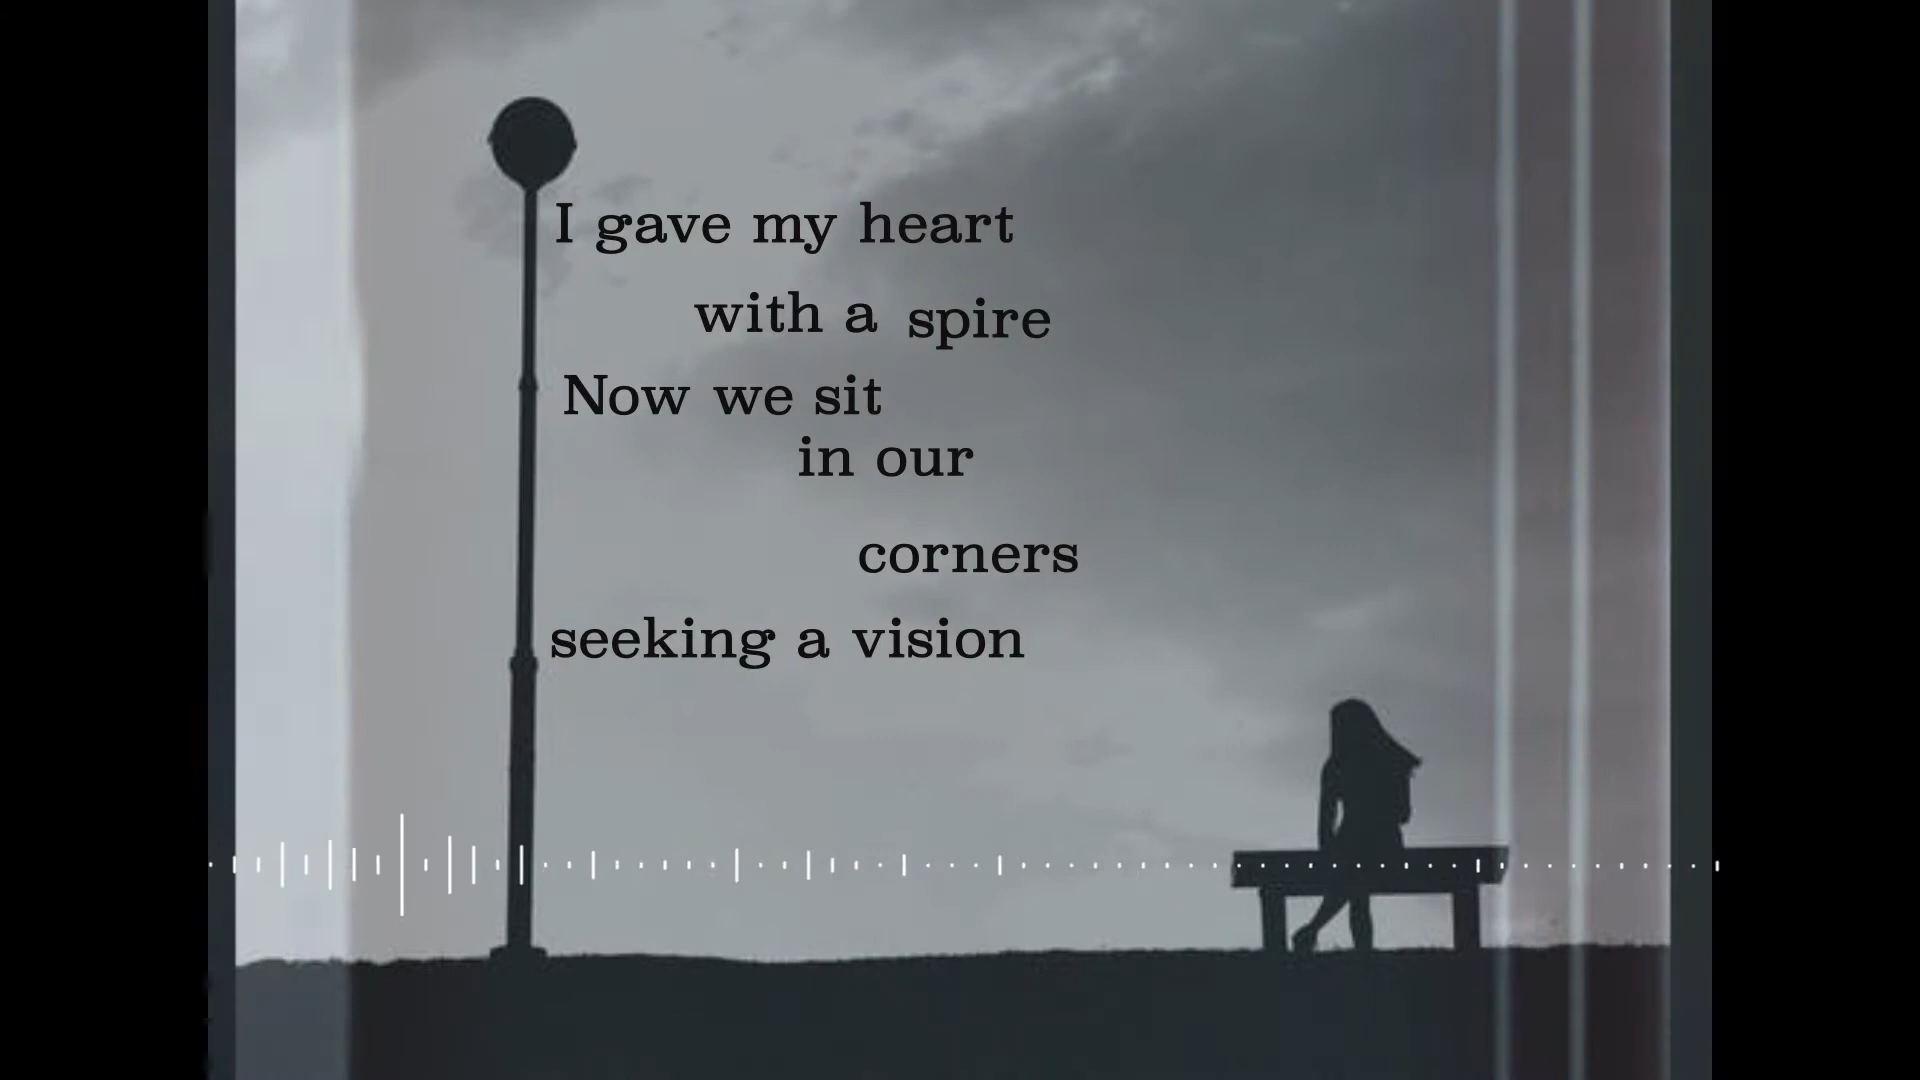 I gave my heart
with a spire
Now we sit
in our
corners
seeking a vision